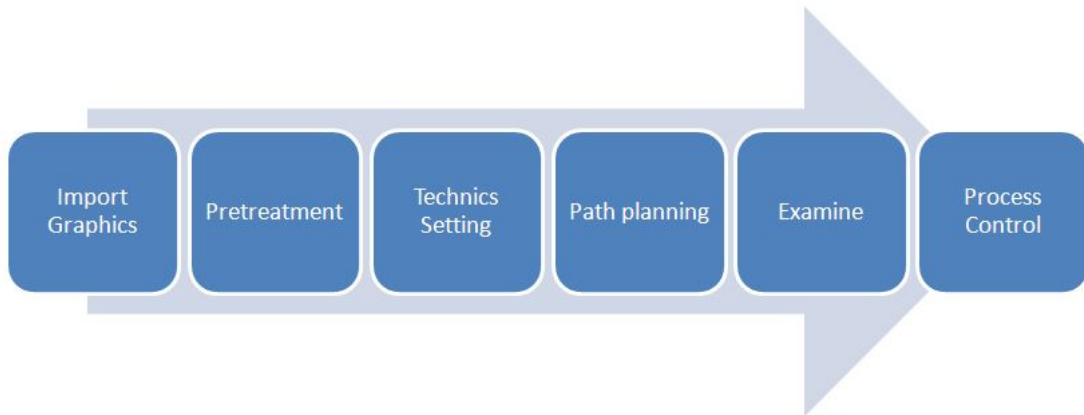 Import
Graphics
Pretreatment
Technics
Setting
Path planning
Examine
Process
Control